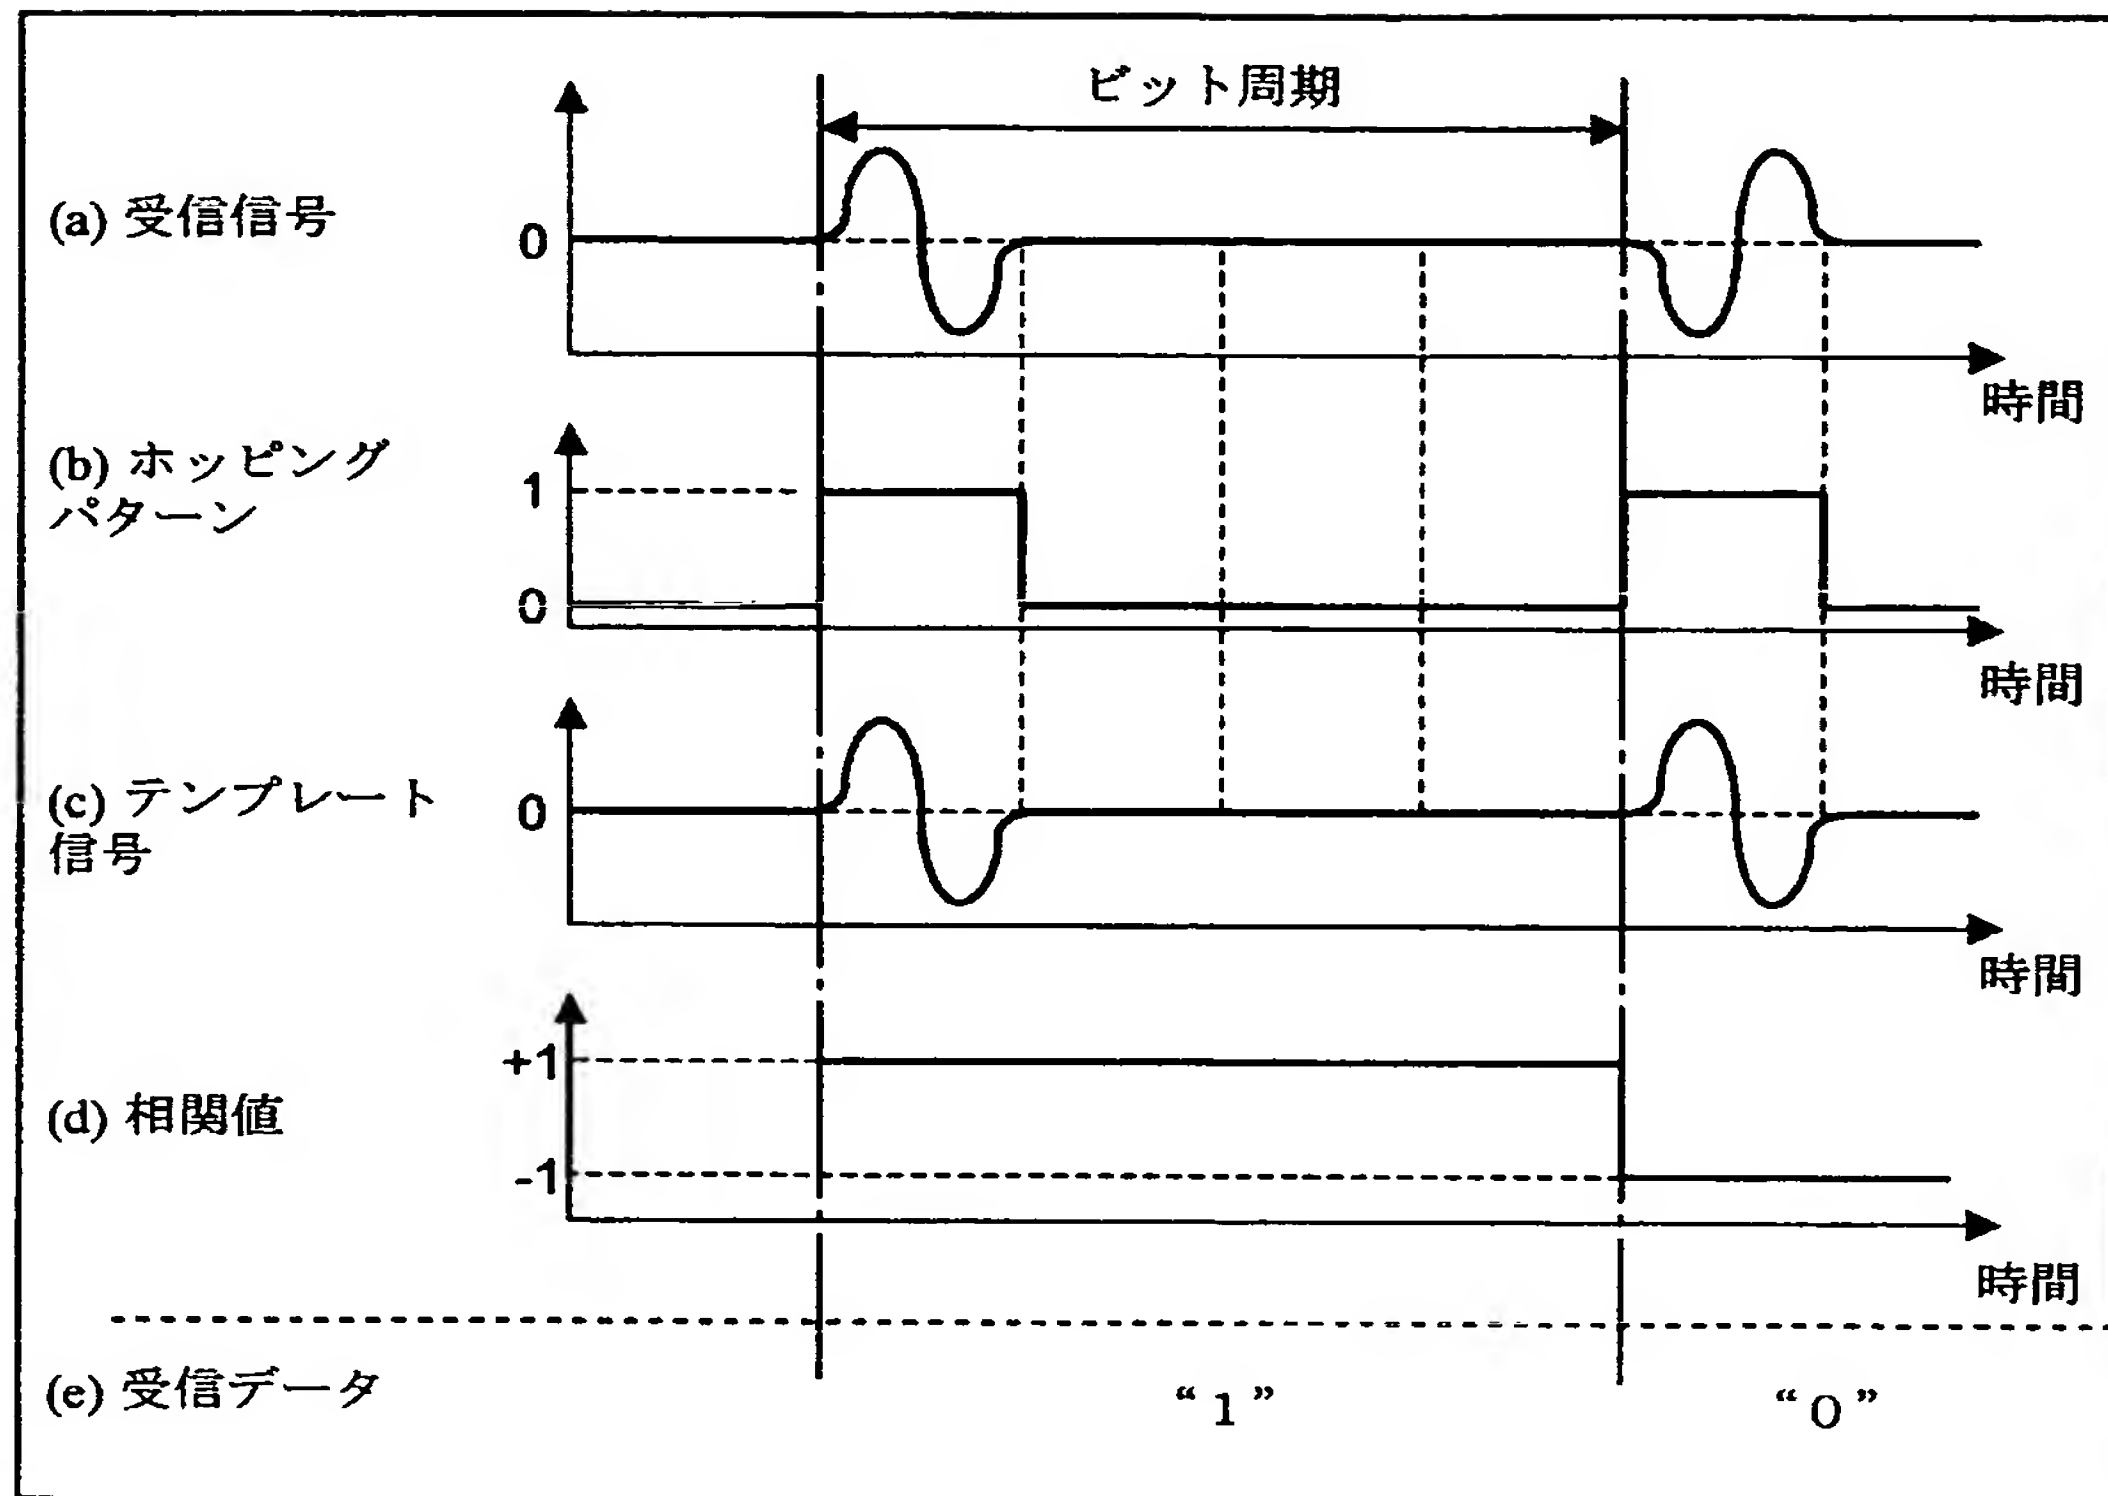 ビット周期
(a) 受信信号
0
時間
(b) ホッピング
パターン
1
0
時間
(c) テンプレート
信号
0
時間
(d) 相関値
+1
-1
時間
(e) 受信データ
“1”
“0”